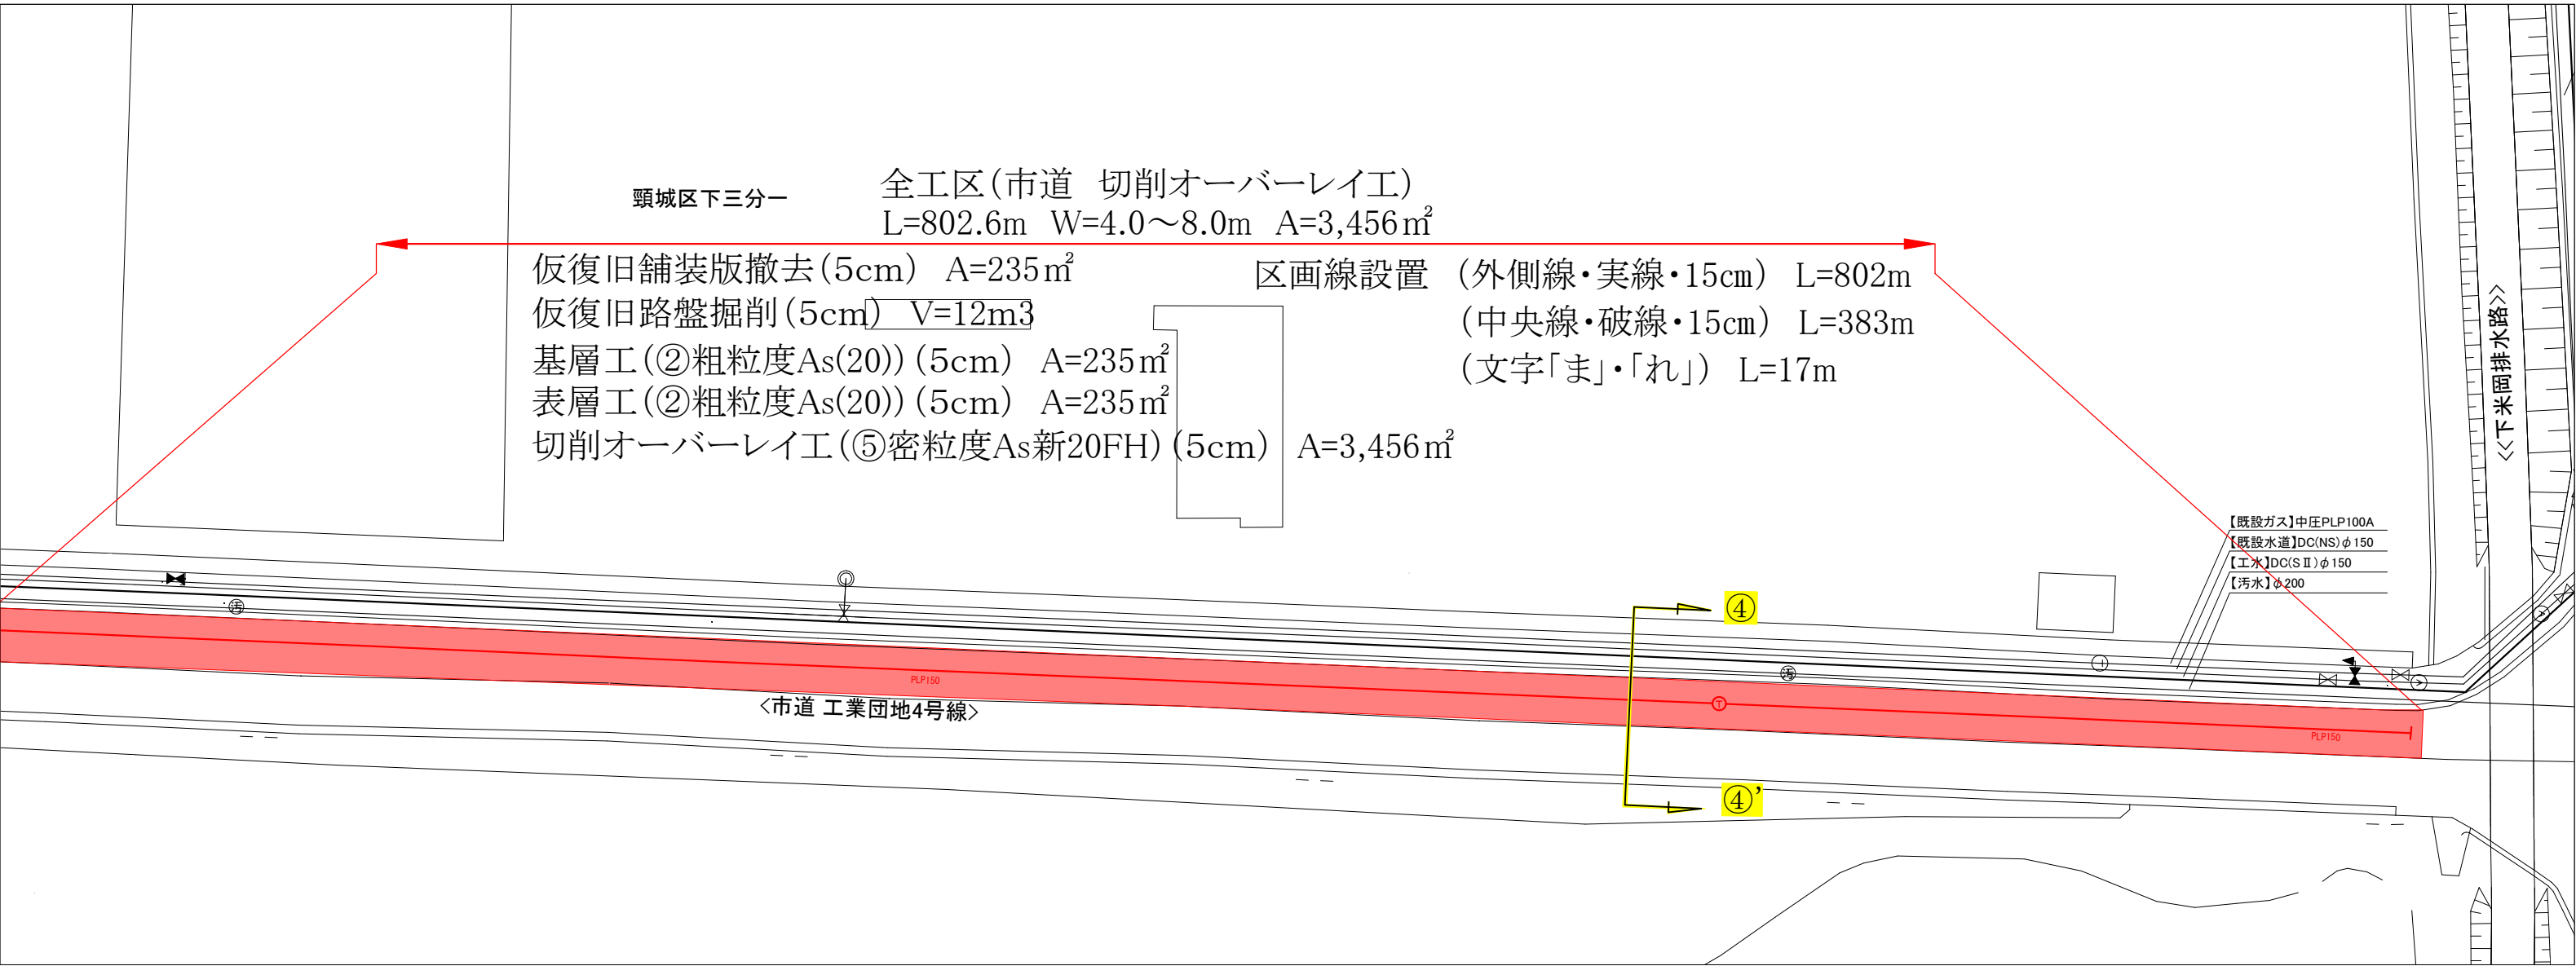 頸城区下三分一
全工区(市道　切削オーバーレイ工)
L=802.6m　W=4.0～8.0m　A=3,456㎡
仮復旧舗装版撤去(5cm)　A=235㎡
仮復旧路盤掘削(5cm)　V=12m3
基層工(②粗粒度As(20))(5cm)　A=235㎡
表層工(②粗粒度As(20))(5cm)　A=235㎡
切削オーバーレイ工(⑤密粒度As新20FH)(5cm)　A=3,456㎡
区画線設置　(外側線・実線・15㎝)　L=802m
(中央線・破線・15㎝)　L=383m
(文字「ま」・「れ」)　L=17m
≪下米岡排水路≫
【既設ガス】中圧PLP100A
【既設水道】DC(NS)φ150
【工水】DC(SⅡ)φ150
【汚水】φ200
④
汚
汚
PLP150
T
PLP150
<市道 工業団地4号線>
④'